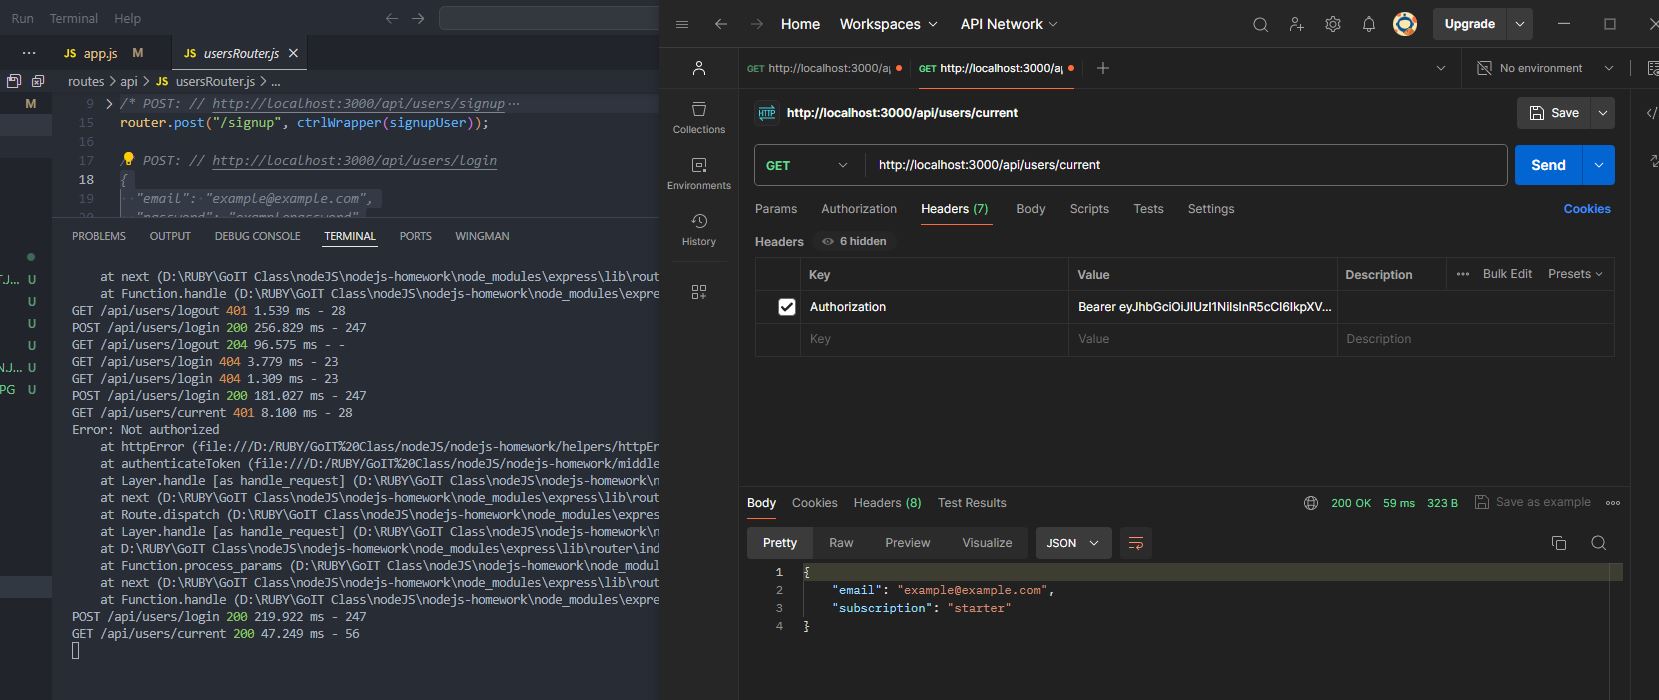 Run Terminal Help
JS app.js M
JS usersRouter.js
routes > api > JS usersRouter.js > ...
M
9 /* POST: // http://localhost:3000/api/users/signup ...
15 router.post("/signup", ctrlWrapper(signupUser));
16
17 POST: // http://localhost:3000/api/users/login
18 {
19 "email": "example@example.com",
20 "password": "examplepassword"
PROBLEMS OUTPUT DEBUG CONSOLE TERMINAL PORTS WINGMAN
at next (D:\RUBY\GoIT Class\nodeJS\nodejs-homework\node_modules\express\lib\rout
at Function.handle (D:\RUBY\GoIT Class\nodeJS\nodejs-homework\node_modules\expre
GET /api/users/logout 401 1.539 ms - 28
POST /api/users/login 200 256.829 ms - 247
GET /api/users/logout 204 96.575 ms - -
GET /api/users/login 404 3.779 ms - 23
GET /api/users/login 404 1.309 ms - 23
POST /api/users/login 200 181.027 ms - 247
GET /api/users/current 401 8.100 ms - 28
Error: Not authorized
at httpError (file:///D:/RUBY/GoIT%20Class/nodeJS/nodejs-homework/helpers/httpEr
at authenticateToken (file:///D:/RUBY/GoIT%20Class/nodeJS/nodejs-homework/middle
at Layer.handle [as handle_request] (D:\RUBY\GoIT Class\nodeJS\nodejs-homework\n
at next (D:\RUBY\GoIT Class\nodeJS\nodejs-homework\node_modules\express\lib\rout
at Route.dispatch (D:\RUBY\GoIT Class\nodeJS\nodejs-homework\node_modules\expres
at Layer.handle [as handle_request] (D:\RUBY\GoIT Class\nodeJS\nodejs-homework\n
at D:\RUBY\GoIT Class\nodeJS\nodejs-homework\node_modules\express\lib\router\ind
at Function.process_params (D:\RUBY\GoIT Class\nodeJS\nodejs-homework\node_modul
at next (D:\RUBY\GoIT Class\nodeJS\nodejs-homework\node_modules\express\lib\rout
at Function.handle (D:\RUBY\GoIT Class\nodeJS\nodejs-homework\node_modules\expre
POST /api/users/login 200 219.922 ms - 247
GET /api/users/current 200 47.249 ms - 56
T.J... U
U
U
U
N.J... U
PG U
Home Workspaces API Network Upgrade
GET http://localhost:3000/a GET http://localhost:3000/a No environment
Collections
Environments
History
HTTP http://localhost:3000/api/users/current Save
GET http://localhost:3000/api/users/current Send
Params Authorization Headers (7) Body Scripts Tests Settings Cookies
Headers 6 hidden
Key Value Description ... Bulk Edit Presets
Authorization Bearer eyJhbGciOiJIUzI1NiIsInR5cCI6IkpXV...
Key Value Description
Body Cookies Headers (8) Test Results 200 OK 59 ms 323 B Save as example
Pretty Raw Preview Visualize JSON
1 {
2 "email": "example@example.com",
3 "subscription": "starter"
4 }